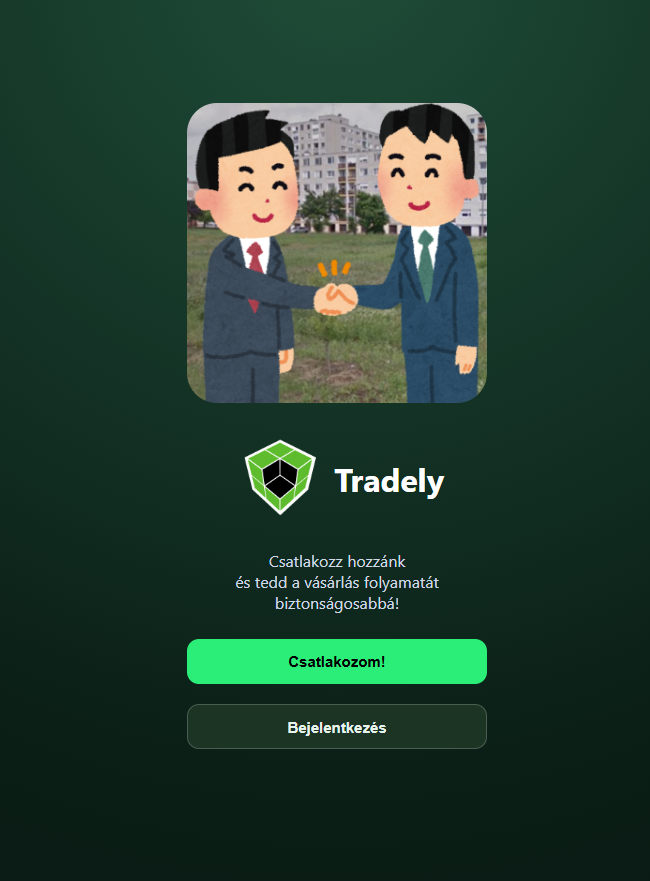 Tradely
Csatlakozz hozzánk
és tedd a vásárlás folyamatát
biztonságosabbá!
Csatlakozom!
Bejelentkezés